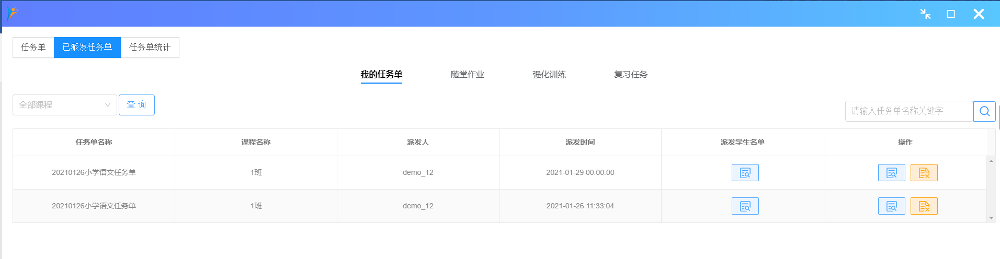 任务单 已派发任务单 任务单统计
我的任务单 随堂作业 强化训练 复习任务
全部课程 查 询
请输入任务单名称关键字
任务单名称 课程名称 派发人 派发时间 派发学生名单 操作
20210126小学语文任务单 1班 demo_12 2021-01-29 00:00:00
20210126小学语文任务单 1班 demo_12 2021-01-26 11:33:04